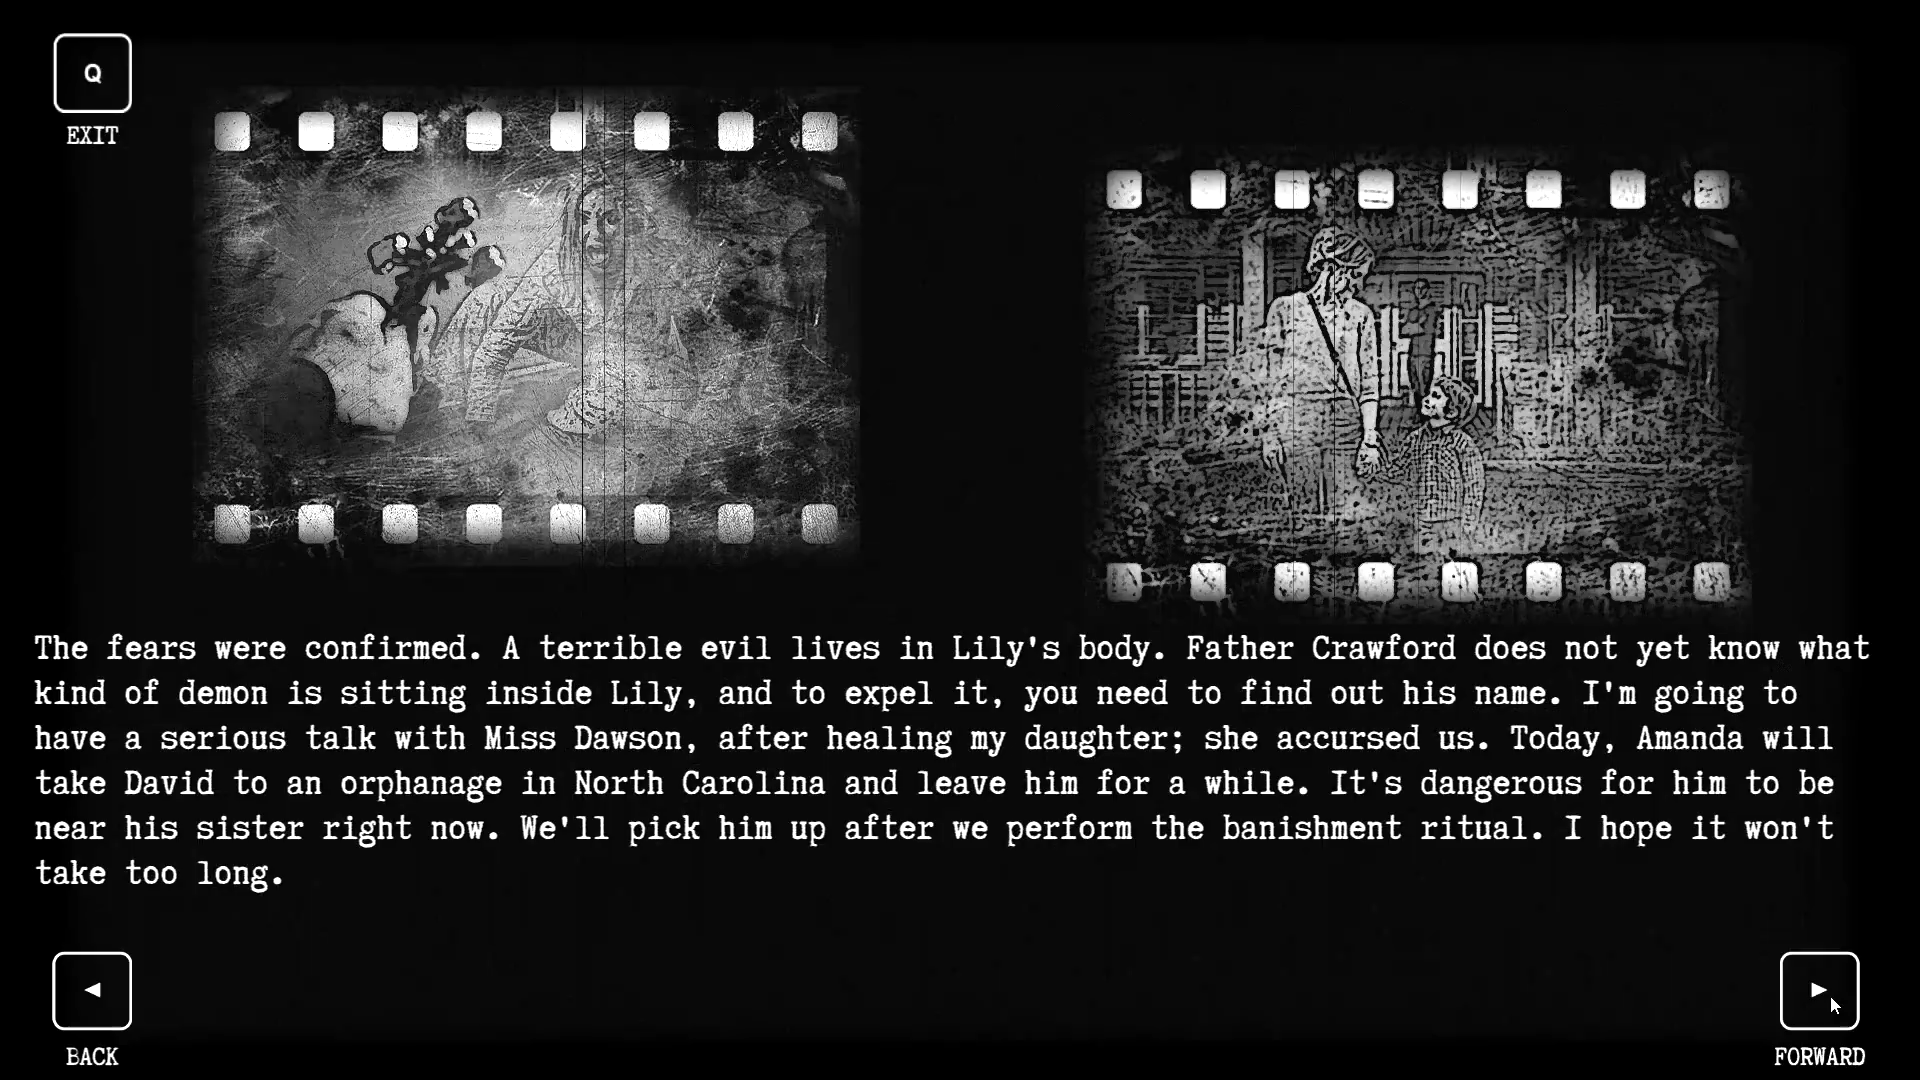 Q
EXIT
The fears were confirmed. A terrible evil lives in Lily's body. Father Crawford does not yet know what
kind of demon is sitting inside Lily, and to expel it, you need to find out his name. I'm going to
have a serious talk with Miss Dawson, after healing my daughter; she accursed us. Today, Amanda will
take David to an orphanage in North Carolina and leave him for a while. It's dangerous for him to be
near his sister right now. We'll pick him up after we perform the banishment ritual. I hope it won't
take too long.
BACK
FORWARD